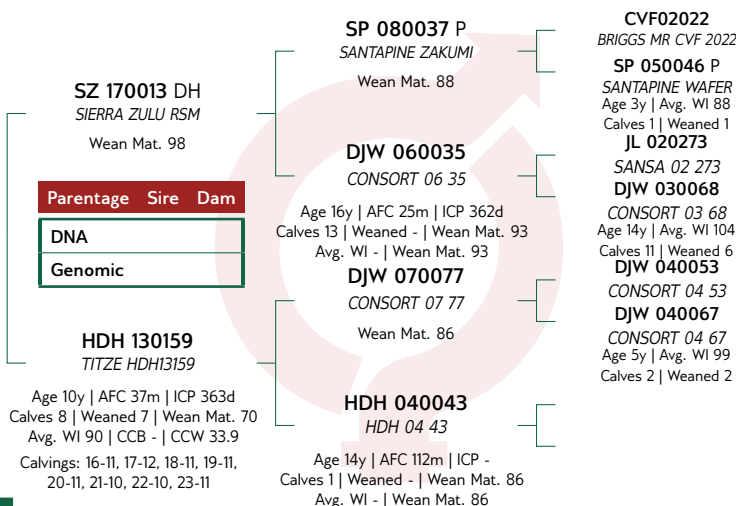 SZ 170013 DH
SIERRA ZULU RSM
Wean Mat. 98
Parentage Sire Dam
DNA
Genomic
HDH 130159
TITZE HDH13159
Age 10y | AFC 37m | ICP 363d
Calves 8 | Weaned 7 | Wean Mat. 70
Avg. WI 90 | CCB - | CCW 33.9
Calvings: 16-11, 17-12, 18-11, 19-11,
20-11, 21-10, 22-10, 23-11
SP 080037 P
SANTAPINE ZAKUMI
Wean Mat. 88
DJW 060035
CONSORT 06 35
Age 16y | AFC 25m | ICP 362d
Calves 13 | Weaned - | Wean Mat. 93
Avg. WI - | Wean Mat. 93
DJW 070077
CONSORT 07 77
Wean Mat. 86
HDH 040043
HDH 04 43
Age 14y | AFC 112m | ICP -
Calves 1 | Weaned - | Wean Mat. 86
Avg. WI - | Wean Mat. 86
CVF02022
BRIGGS MR CVF 2022
SP 050046 P
SANTAPINE WAFER
Age 3y | Avg. WI 88
Calves 1 | Weaned 1
JL 020273
SANSA 02 273
DJW 030068
CONSORT 03 68
Age 14y | Avg. WI 104
Calves 11 | Weaned 6
DJW 040053
CONSORT 04 53
DJW 040067
CONSORT 04 67
Age 5y | Avg. WI 99
Calves 2 | Weaned 2